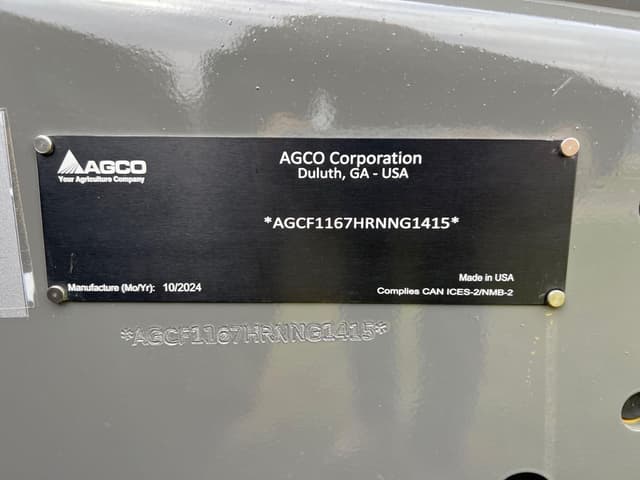 AGCO
Your Agriculture Company
AGCO Corporation
Duluth, GA - USA
*AGCF1167HRNNG1415*
Manufacture (Mo/Yr): 10/2024
Made in USA
Complies CAN ICES-2/NMB-2
*AGCF1167HRNNG1415*